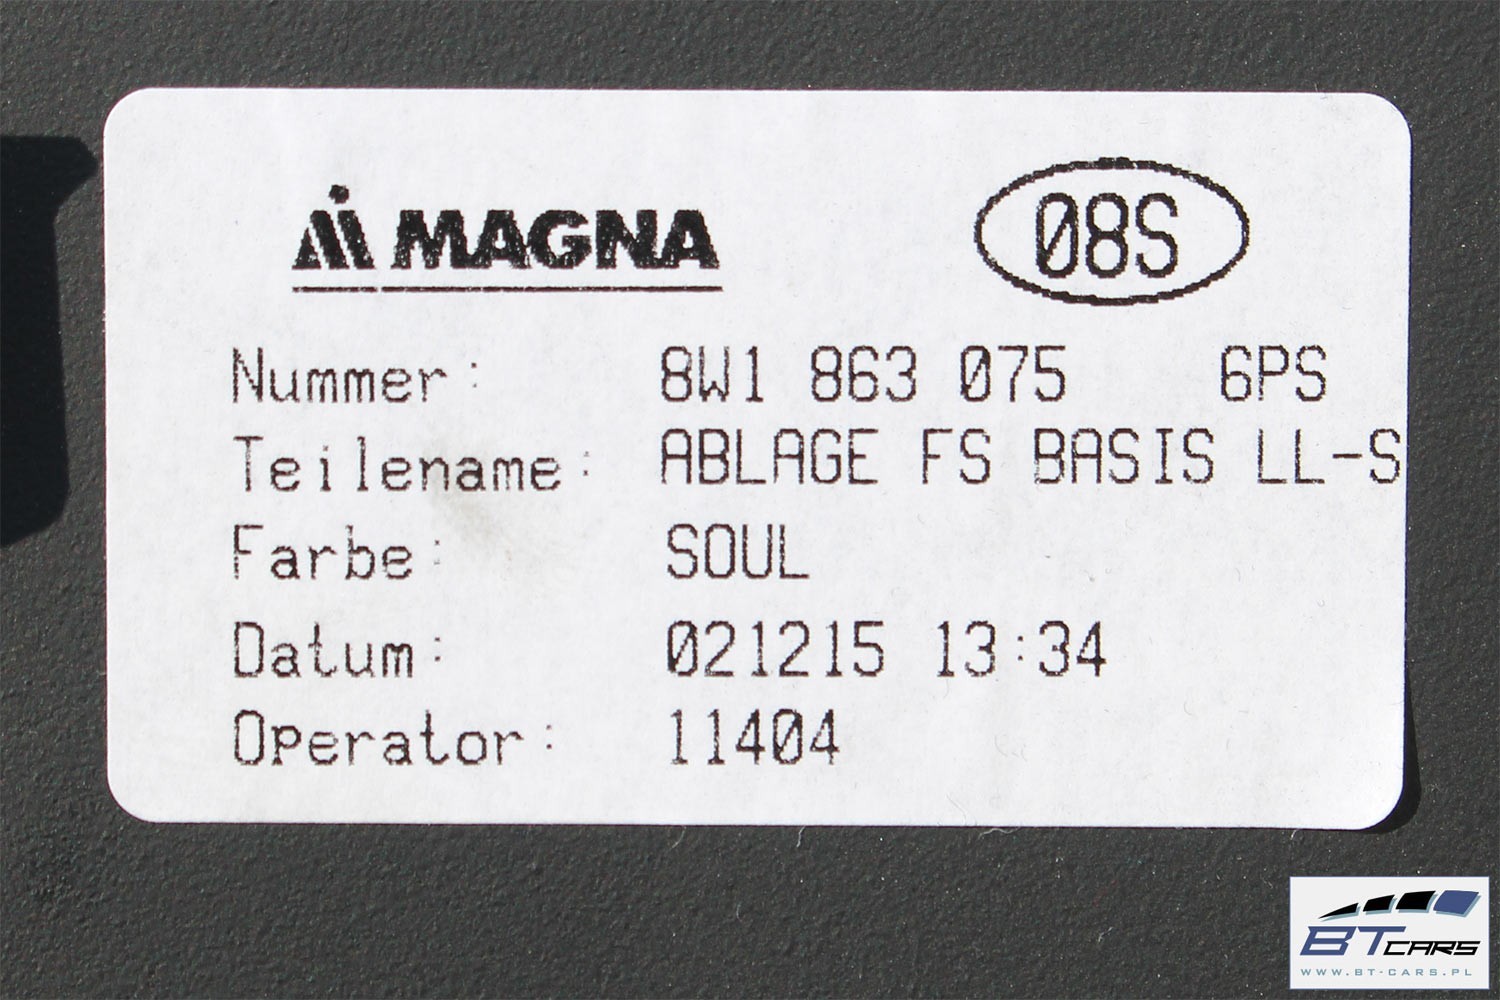 MAGNA
08S
Nummer: 8W1 863 075 6PS
Teilename: ABLAGE FS BASIS LL-S
Farbe: SOUL
Datum: 021215 13:34
Operator: 11404
BT CARS
WWW.BT-CARS.PL